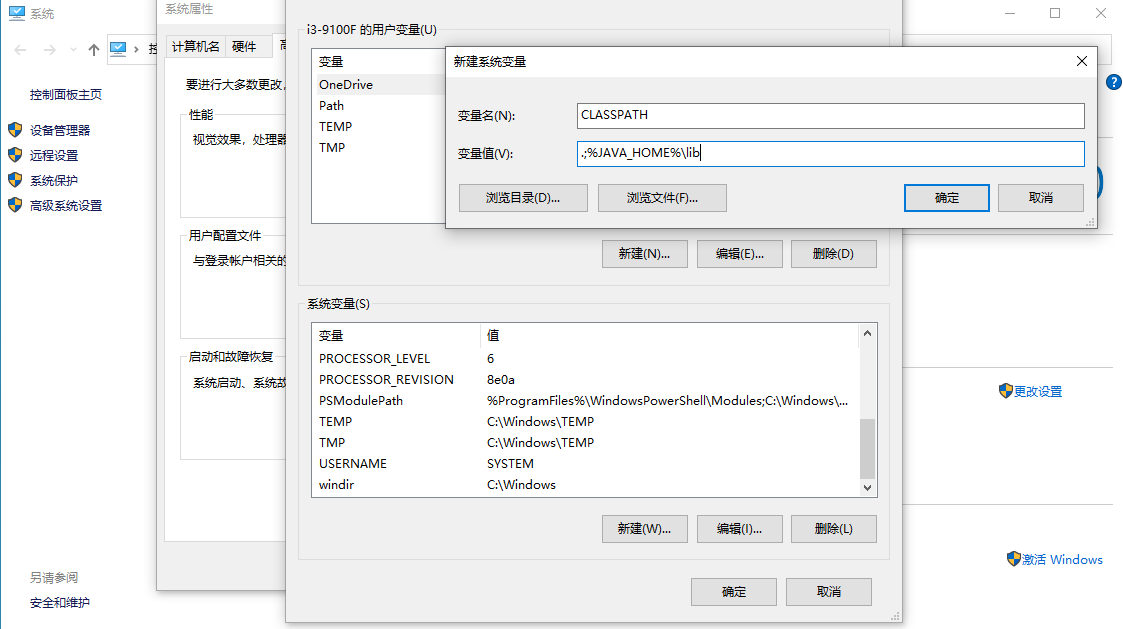 系统
系统属性
控
控制面板主页
设备管理器
远程设置
系统保护
高级系统设置
另请参阅
安全和维护
计算机名
硬件
要进行大多数更改,
性能
视觉效果，处理器
用户配置文件
与登录帐户相关的
启动和故障恢复
系统启动、系统故
i3-9100F 的用户变量(U)
变量
OneDrive
Path
TEMP
TMP
新建系统变量
变量名(N):
CLASSPATH
变量值(V):
.;%JAVA_HOME%\lib
浏览目录(D)...
浏览文件(F)...
确定
取消
新建(N)...
编辑(E)...
删除(D)
系统变量(S)
变量 值
PROCESSOR_LEVEL 6
PROCESSOR_REVISION 8e0a
PSModulePath %ProgramFiles%\WindowsPowerShell\Modules;C:\Windows\...
TEMP C:\Windows\TEMP
TMP C:\Windows\TEMP
USERNAME SYSTEM
windir C:\Windows
新建(W)...
编辑(I)...
删除(L)
确定
取消
?
更改设置
激活 Windows